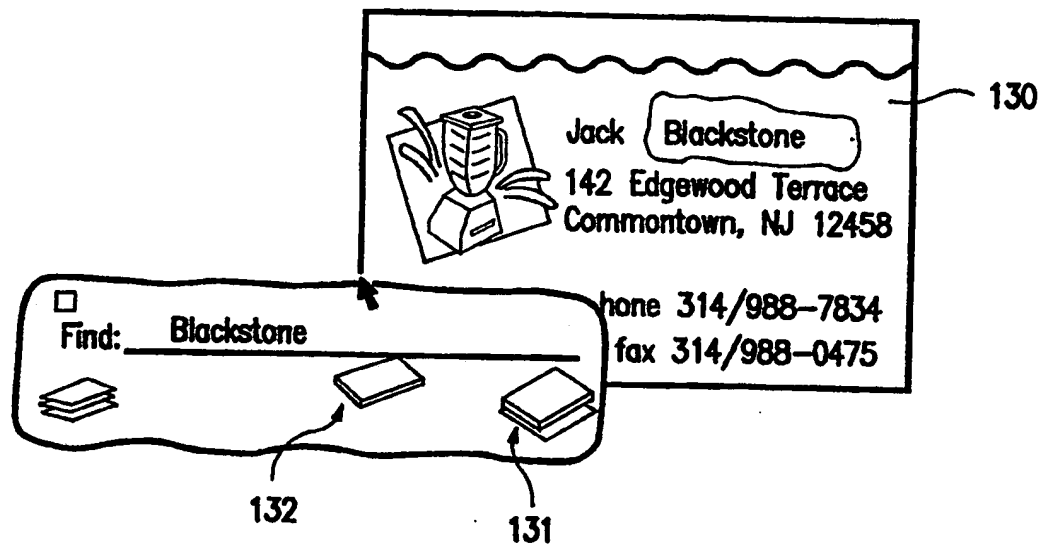 130
Jack Blackstone
142 Edgewood Terrace
Commontown, NJ 12458
hone 314/988-7834
fax 314/988-0475
Find: Blackstone
132
131